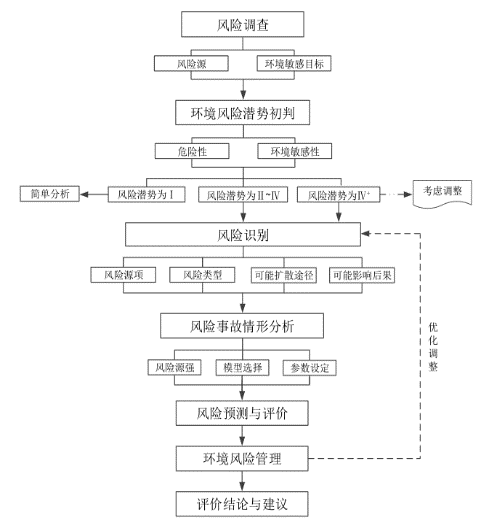 风险调查
风险源
环境敏感目标
环境风险潜势初判
危险性
环境敏感性
简单分析
风险潜势为Ⅰ
风险潜势为Ⅱ~Ⅳ
风险潜势为Ⅳ⁺
考虑调整
风险识别
风险源项
风险类型
可能扩散途径
可能影响后果
风险事故情形分析
优化调整
风险源强
模型选择
参数设定
风险预测与评价
环境风险管理
评价结论与建议